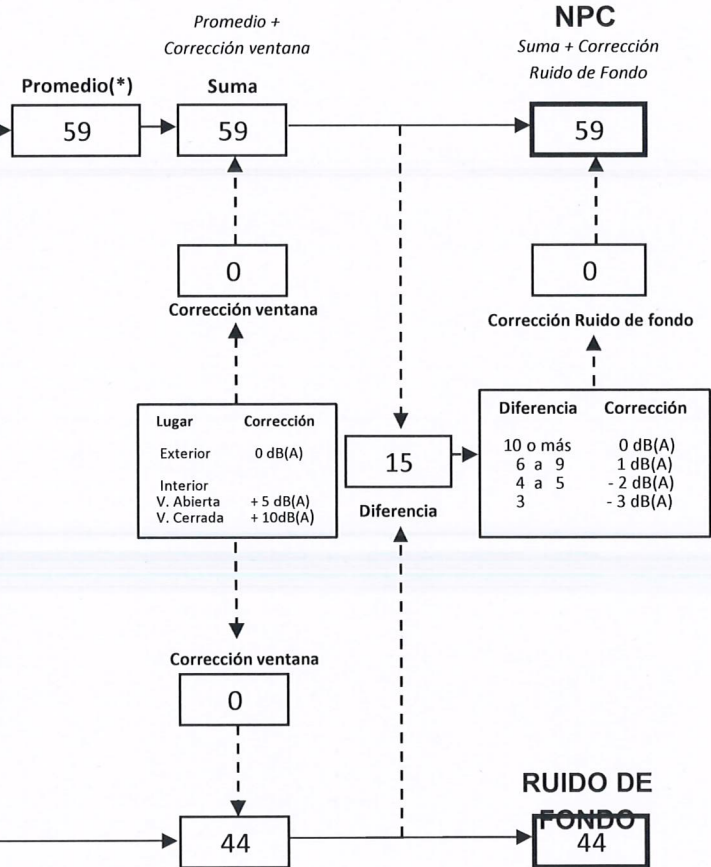 Promedio +
Corrección ventana
NPC
Suma + Corrección
Ruido de Fondo
Promedio(*)
Suma
59
59
59
0
Corrección ventana
0
Corrección Ruido de fondo
Lugar Corrección
Exterior 0 dB(A)
Interior
V. Abierta + 5 dB(A)
V. Cerrada + 10dB(A)
15
Diferencia
Diferencia Corrección
10 o más 0 dB(A)
6 a 9 1 dB(A)
4 a 5 - 2 dB(A)
3 - 3 dB(A)
Corrección ventana
0
44
RUIDO DE
FONDO
44